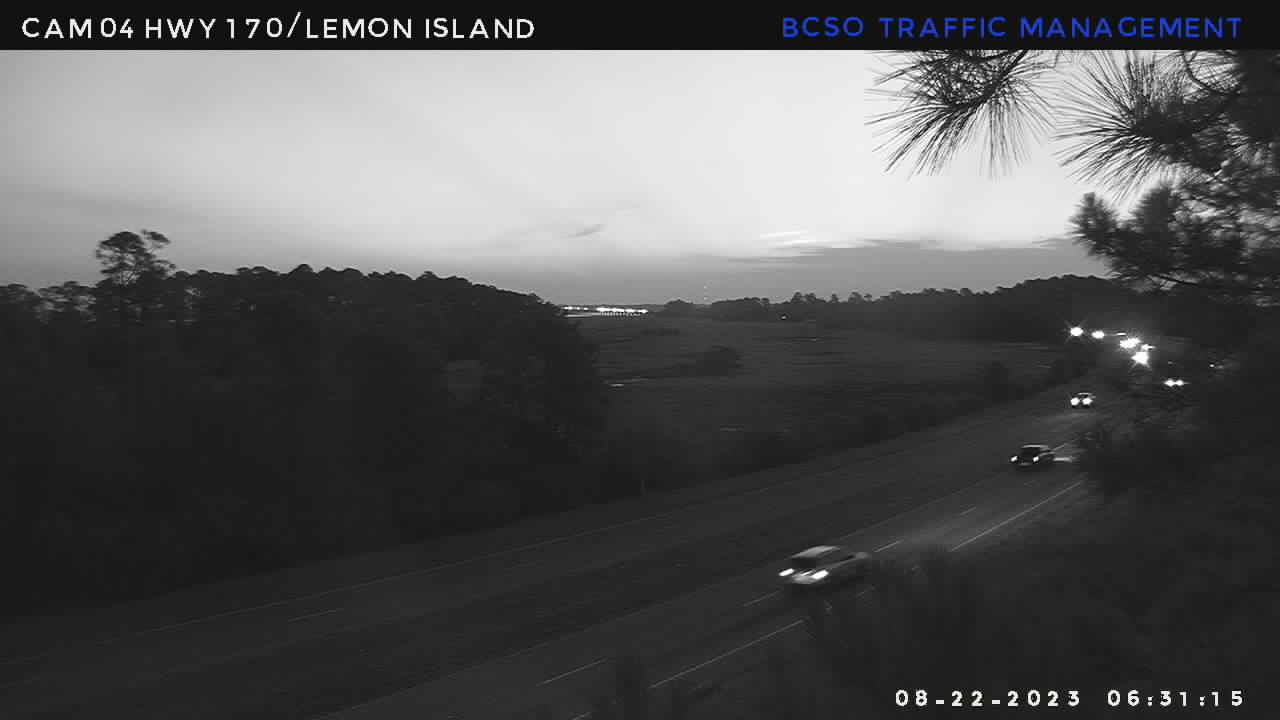 CAM04 HWY 170/LEMON ISLAND
BCSO TRAFFIC MANAGEMENT
08-22-2023 06:31:15